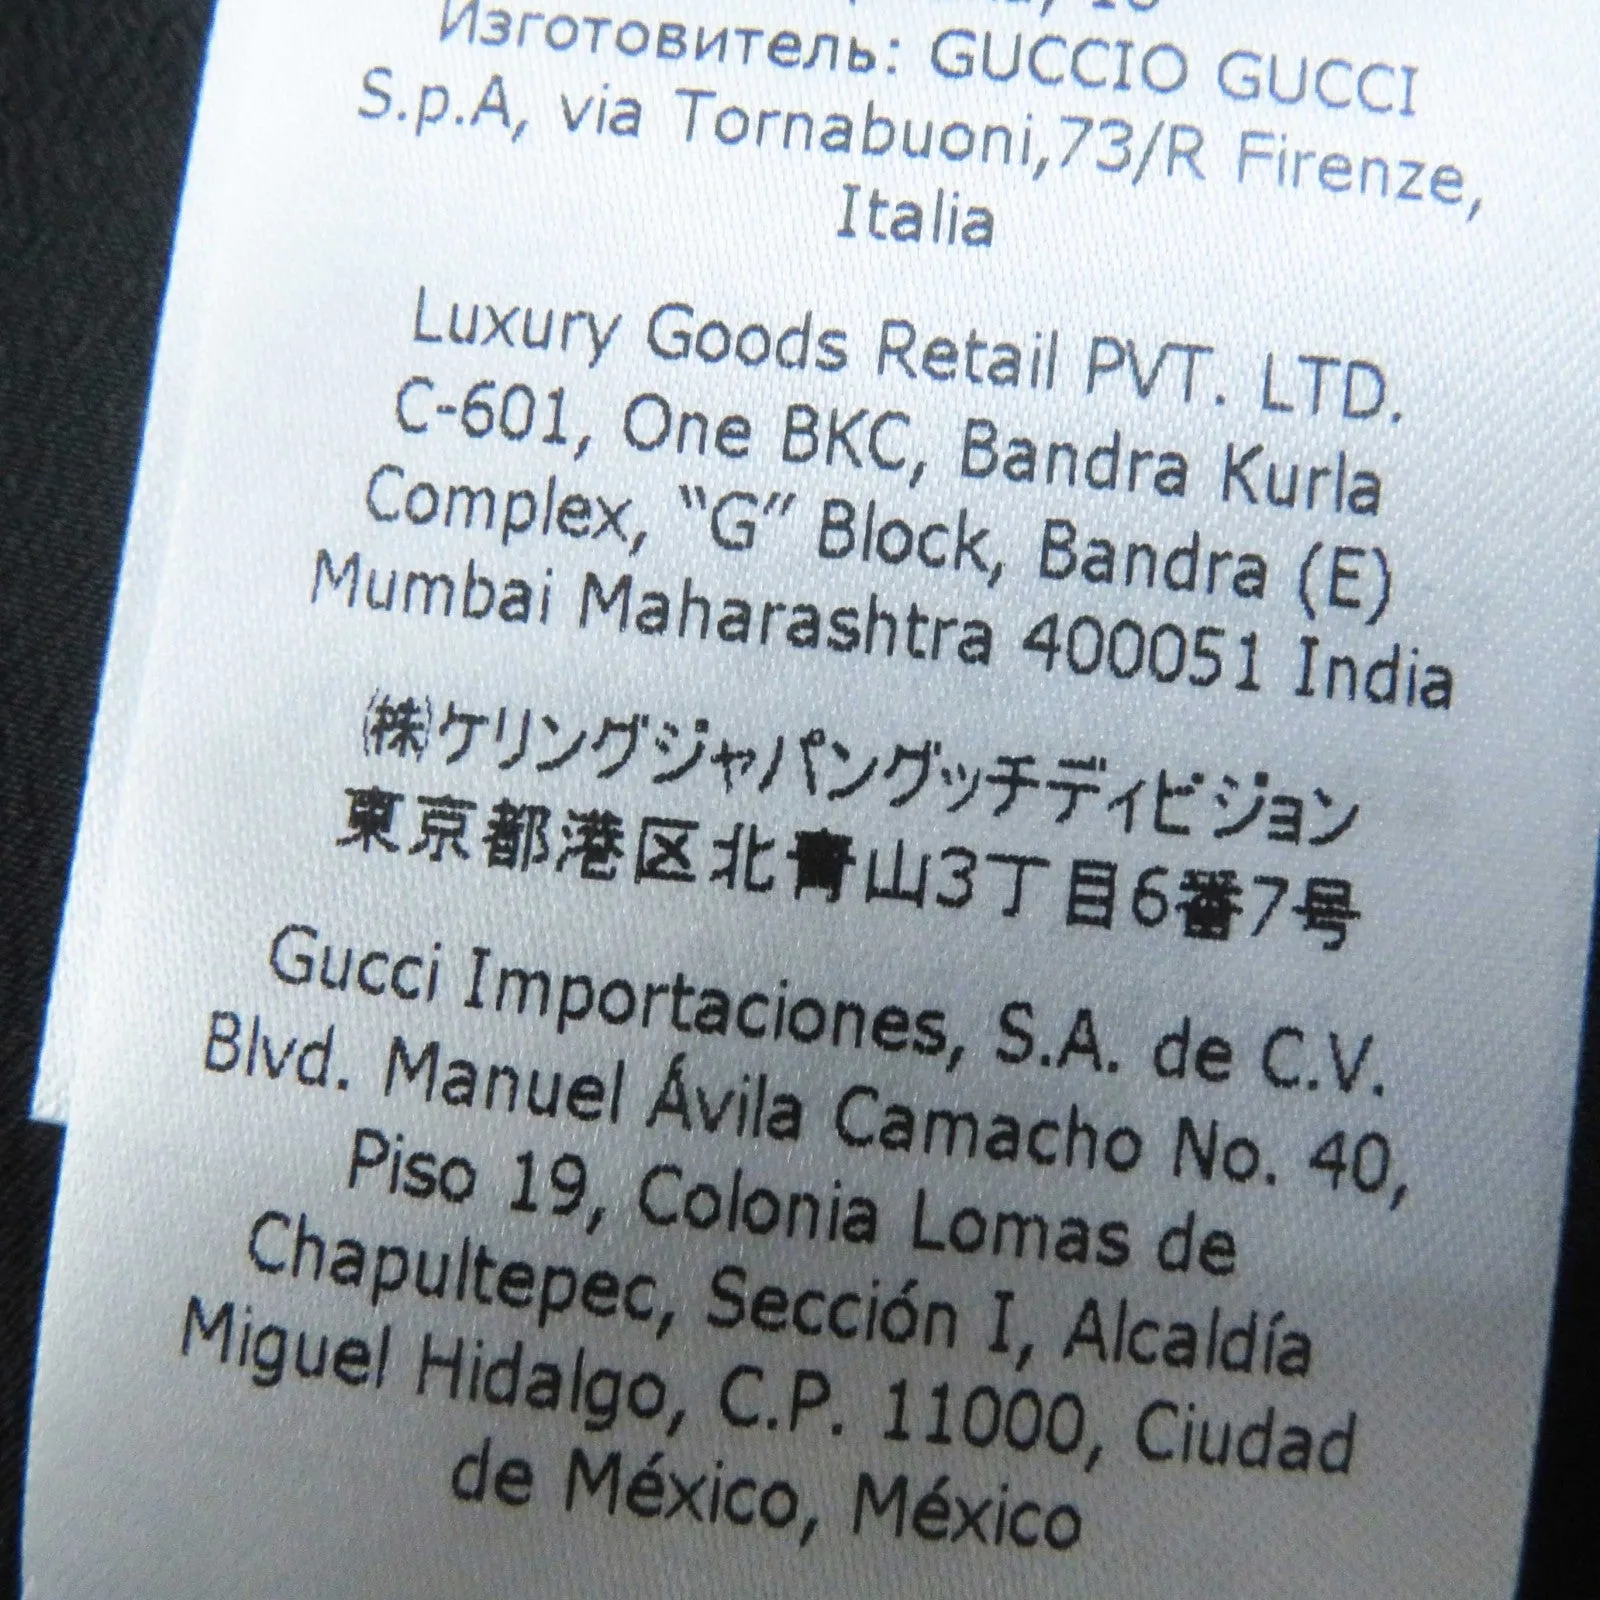 Изготовитель: GUCCIO GUCCI
S.p.A, via Tornabuoni,73/R Firenze,
Italia
Luxury Goods Retail PVT. LTD.
C-601, One BKC, Bandra Kurla
Complex, “G” Block, Bandra (E)
Mumbai Maharashtra 400051 India
㈱ケリングジャパングッチディビジョン
東京都港区北青山3丁目6番7号
Gucci Importaciones, S.A. de C.V.
Blvd. Manuel Ávila Camacho No. 40,
Piso 19, Colonia Lomas de
Chapultepec, Sección I, Alcaldía
Miguel Hidalgo, C.P. 11000, Ciudad
de México, México